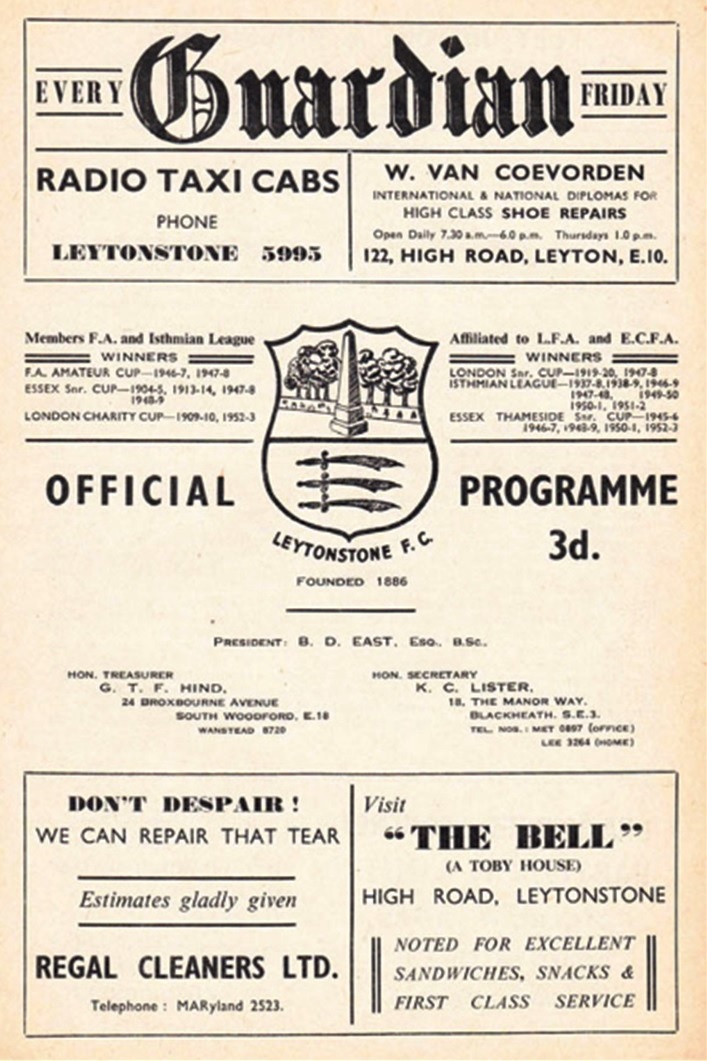 EVERY Guardian FRIDAY
RADIO TAXI CABS
PHONE
LEYTONSTONE 5995
W. VAN COEVORDEN
INTERNATIONAL & NATIONAL DIPLOMAS FOR
HIGH CLASS SHOE REPAIRS
Open Daily 7.30 a.m.—6.0 p.m. Thursdays 1.0 p.m.
122, HIGH ROAD, LEYTON, E.10.
Members F.A. and Isthmian League
WINNERS
F.A. AMATEUR CUP—1946-7, 1947-8
ESSEX Snr. CUP—1904-5, 1913-14, 1947-8
1948-9
LONDON CHARITY CUP—1909-10, 1952-3
Affiliated to L.F.A. and E.C.F.A.
WINNERS
LONDON Snr. CUP—1919-20, 1947-8
ISTHMIAN LEAGUE—1937-8, 1938-9, 1946-9
1947-48, 1949-50
1950-1, 1951-2
ESSEX THAMESIDE Snr. CUP—1945-6
1946-7, 1948-9, 1950-1, 1952-3
OFFICIAL PROGRAMME
3d.
LEYTONSTONE F. C.
FOUNDED 1886
PRESIDENT: B. D. EAST, ESQ., B.Sc.,
HON. TREASURER
G. T. F. HIND,
24 BROXBOURNE AVENUE
SOUTH WOODFORD, E.18
WANSTEAD 8720
HON. SECRETARY
K. C. LISTER,
18, THE MANOR WAY.
BLACKHEATH. S.E.3.
TEL. NOS.: MET 0897 (OFFICE)
LEE 3264 (HOME)
DON'T DESPAIR !
WE CAN REPAIR THAT TEAR
Estimates gladly given
REGAL CLEANERS LTD.
Telephone : MARyland 2523.
Visit
“THE BELL”
(A TOBY HOUSE)
HIGH ROAD, LEYTONSTONE
NOTED FOR EXCELLENT
SANDWICHES, SNACKS &
FIRST CLASS SERVICE